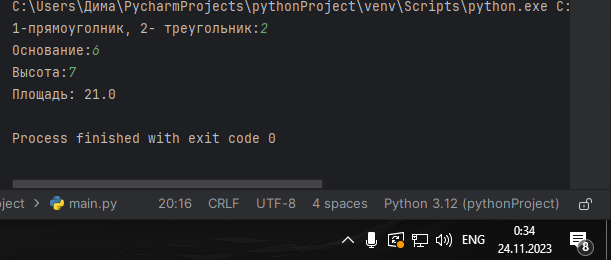 C:\Users\Дима\PycharmProjects\pythonProject\venv\Scripts\python.exe C:
1-прямоуголник, 2- треугольник:2
Основание:6
Высота:7
Площадь: 21.0
Process finished with exit code 0
oject > main.py 20:16 CRLF UTF-8 4 spaces Python 3.12 (pythonProject)
ENG 0:34 8
24.11.2023